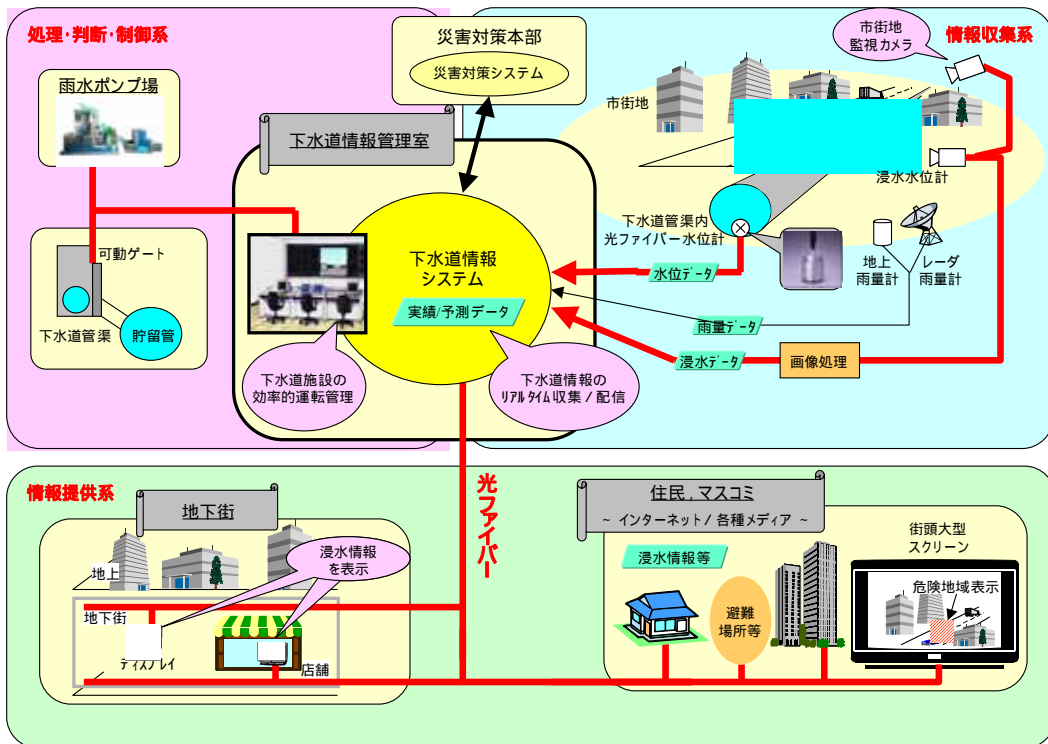 処理・判断・制御系
雨水ポンプ場
可動ゲート
下水道管渠
貯留管
災害対策本部
災害対策システム
下水道情報管理室
下水道情報
システム
実績/予測データ
下水道施設の
効率的運転管理
下水道情報の
リアルタイム収集/配信
情報収集系
市街地
監視カメラ
市街地
浸水水位計
下水道管渠内
光ファイバー水位計
地上
雨量計
レーダ
雨量計
水位データ
雨量データ
浸水データ
画像処理
情報提供系
光ファイバー
地下街
浸水情報
を表示
地上
地下街
ディスプレイ
店舗
住民,マスコミ
~ インターネット/各種メディア ~
浸水情報等
避難
場所等
街頭大型
スクリーン
危険地域表示